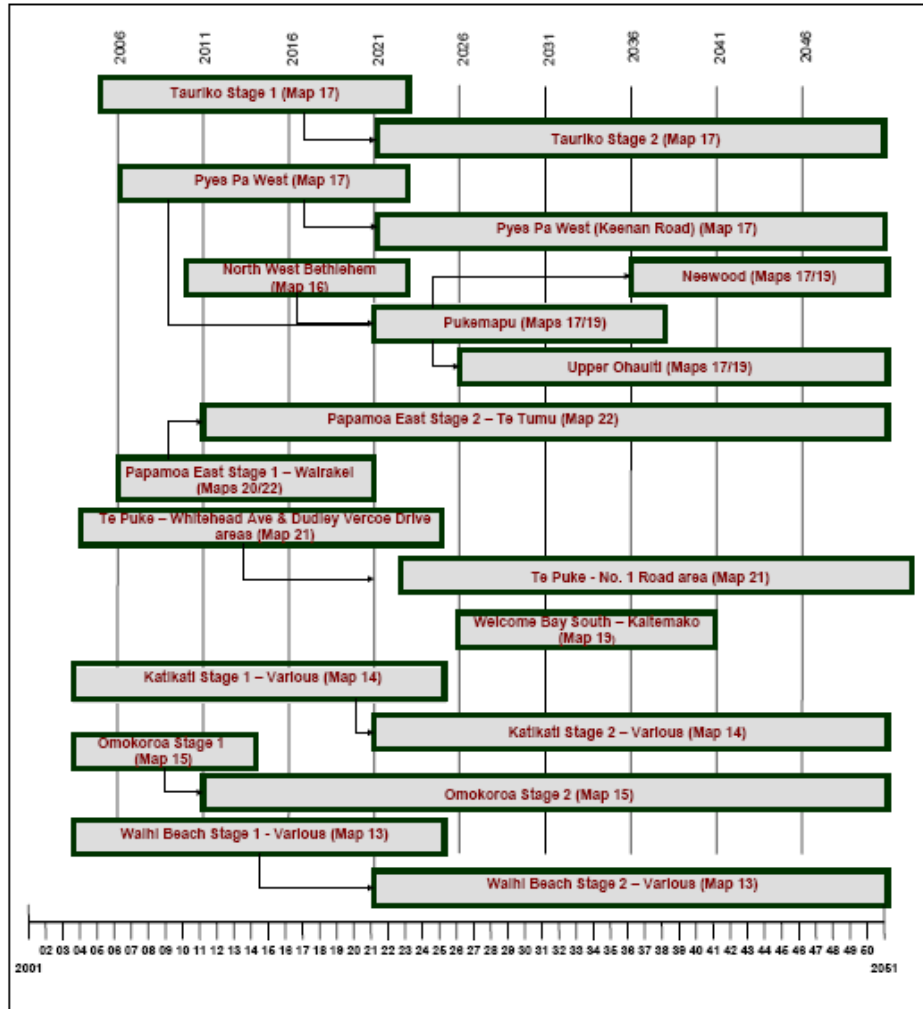 2006 2011 2016 2021 2026 2031 2036 2041 2046
Tauriko Stage 1 (Map 17)
Tauriko Stage 2 (Map 17)
Pyes Pa West (Map 17)
Pyes Pa West (Keenan Road) (Map 17)
North West Bethlehem
(Map 16)
Neewood (Maps 17/19)
Pukemapu (Maps 17/19)
Upper Ohauiti (Maps 17/19)
Papamoa East Stage 2 – Te Tumu (Map 22)
Papamoa East Stage 1 – Wairakei
(Maps 20/22)
Te Puke – Whitehead Ave & Dudley Vercoe Drive
areas (Map 21)
Te Puke - No. 1 Road area (Map 21)
Welcome Bay South – Kaitemako
(Map 19)
Katikati Stage 1 – Various (Map 14)
Katikati Stage 2 – Various (Map 14)
Omokoroa Stage 1
(Map 15)
Omokoroa Stage 2 (Map 15)
Waihi Beach Stage 1 - Various (Map 13)
Waihi Beach Stage 2 – Various (Map 13)
02 03 04 05 06 07 08 09 10 11 12 13 14 15 16 17 18 19 20 21 22 23 24 25 26 27 28 29 30 31 32 33 34 35 36 37 38 39 40 41 42 43 44 45 46 47 48 49 50
2001 2051